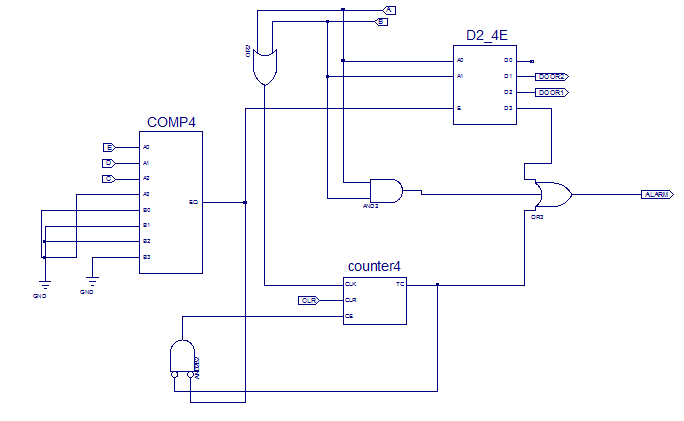 A
B
OR2
D2_4E
A0
A1
E
D0
D1
D2
D3
DOOR2
DOOR1
COMP4
E
D
C
A0
A1
A2
A3
B0
B1
B2
B3
EQ
GND
GND
AND2
OR3
ALARM
counter4
CLK
CLR
CLR
CE
TC